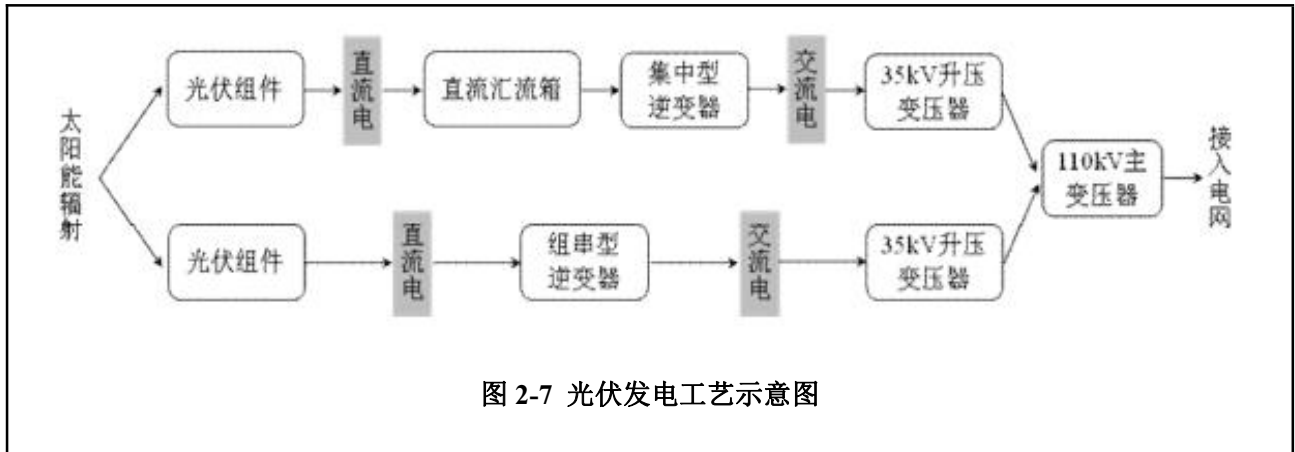 太阳能辐射
光伏组件
直流电
直流汇流箱
集中型
逆变器
交流电
35kV升压
变压器
光伏组件
直流电
组串型
逆变器
交流电
35kV升压
变压器
110kV主
变压器
接入电网
图 2-7 光伏发电工艺示意图